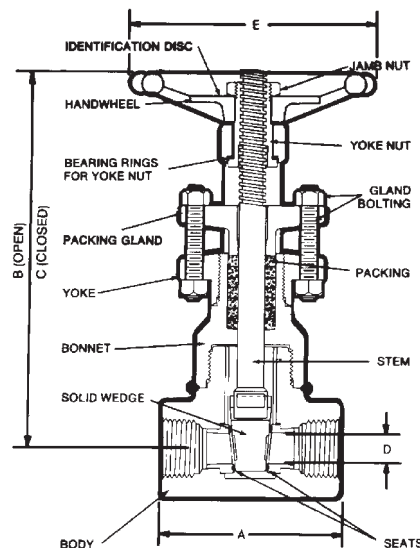 E
IDENTIFICATION DISC
JAMB NUT
HANDWHEEL
YOKE NUT
BEARING RINGS
FOR YOKE NUT
GLAND
BOLTING
B (OPEN)
C (CLOSED)
PACKING GLAND
PACKING
YOKE
BONNET
STEM
SOLID WEDGE
D
A
BODY
SEATS